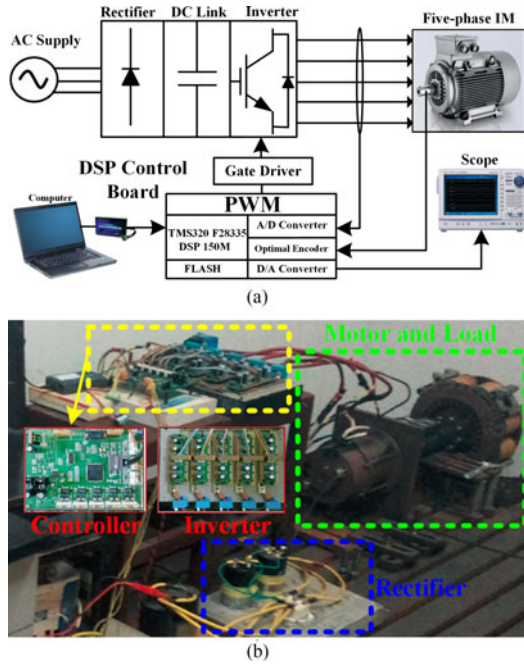 Rectifier
DC Link
Inverter
Five-phase IM
AC Supply
Scope
Gate Driver
DSP Control
Board
Computer
PWM
TMS320 F28335
DSP 150M
A/D Converter
Optimal Encoder
FLASH
D/A Converter
(a)
Motor and Load
Controller
Inverter
Rectifier
(b)